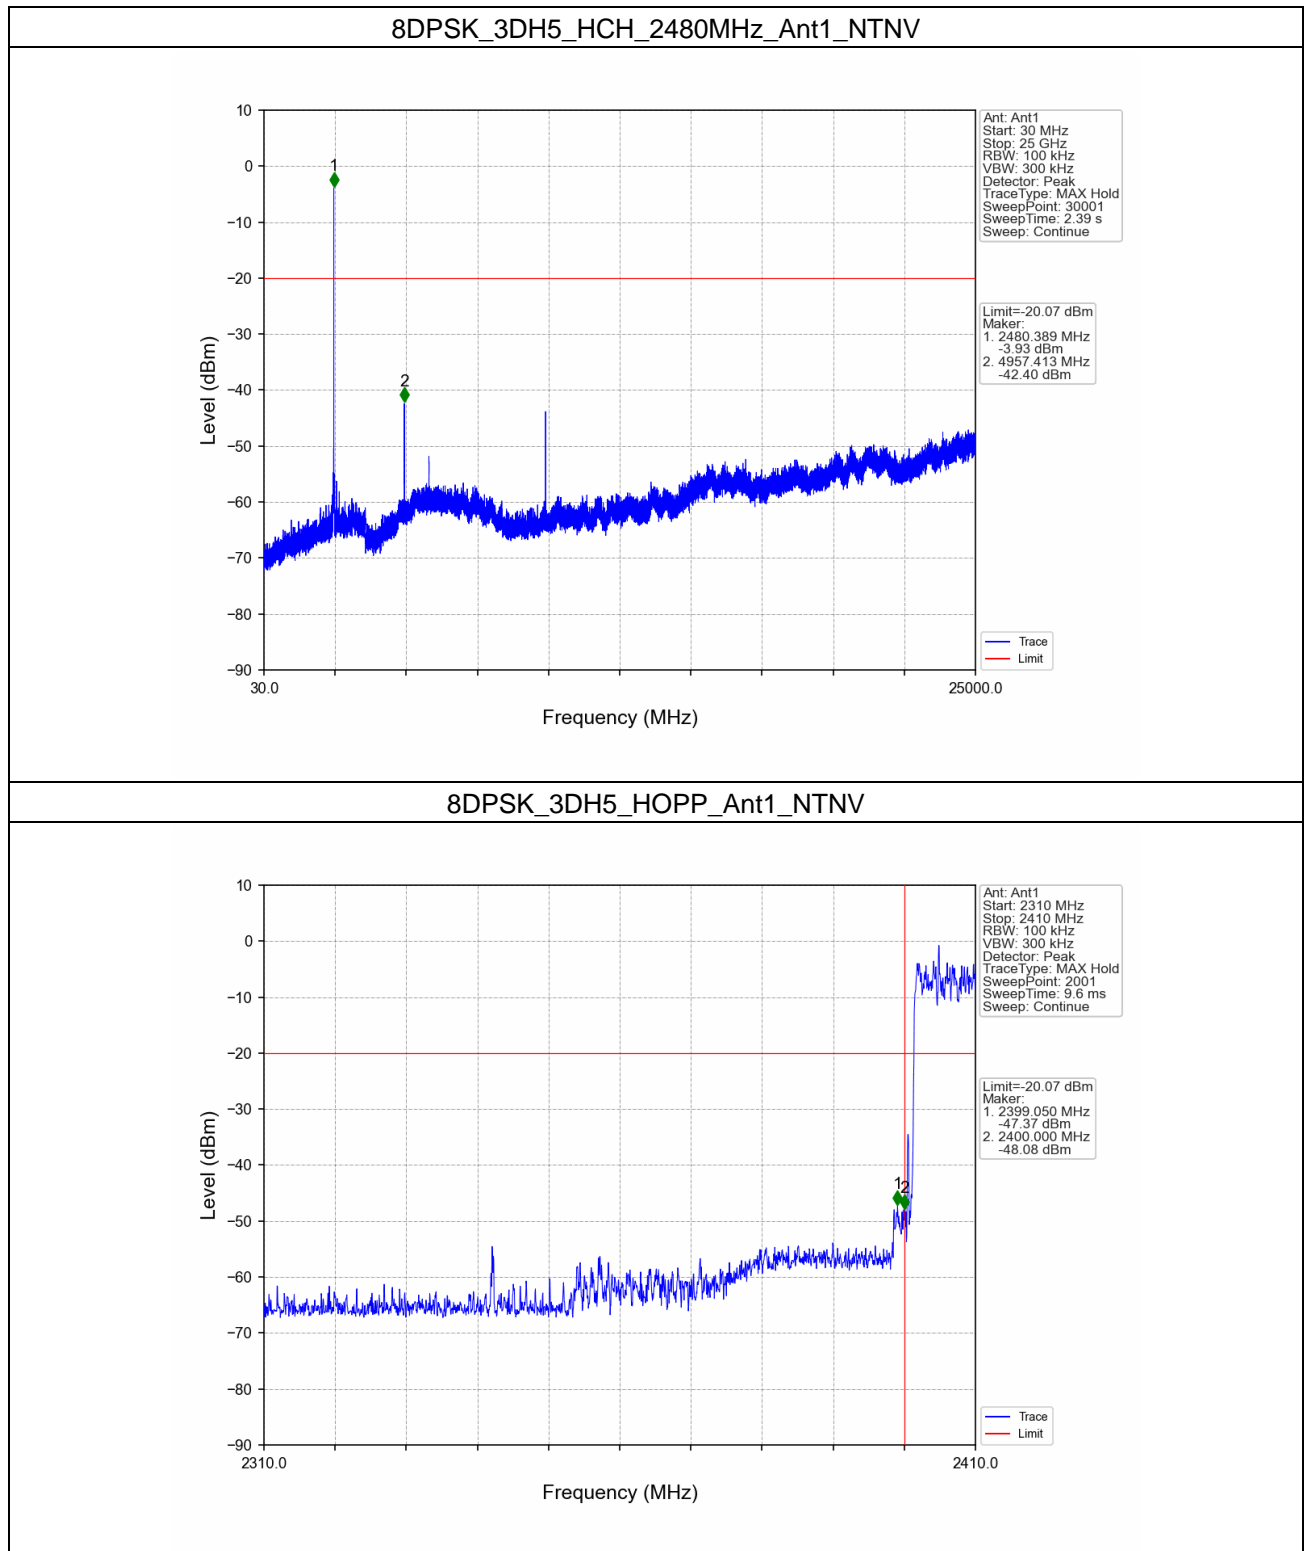 8DPSK_3DH5_HCH_2480MHz_Ant1_NTNV
10
0
−10
−20
−30
−40
−50
−60
−70
−80
−90
Level (dBm)
1
2
30.0
25000.0
Frequency (MHz)
Ant: Ant1
Start: 30 MHz
Stop: 25 GHz
RBW: 100 kHz
VBW: 300 kHz
Detector: Peak
TraceType: MAX Hold
SweepPoint: 30001
SweepTime: 2.39 s
Sweep: Continue
Limit=-20.07 dBm
Maker:
1. 2480.389 MHz
-3.93 dBm
2. 4957.413 MHz
-42.40 dBm
Trace
Limit
8DPSK_3DH5_HOPP_Ant1_NTNV
10
0
−10
−20
−30
−40
−50
−60
−70
−80
−90
Level (dBm)
1
2
2310.0
2410.0
Frequency (MHz)
Ant: Ant1
Start: 2310 MHz
Stop: 2410 MHz
RBW: 100 kHz
VBW: 300 kHz
Detector: Peak
TraceType: MAX Hold
SweepPoint: 2001
SweepTime: 9.6 ms
Sweep: Continue
Limit=-20.07 dBm
Maker:
1. 2399.050 MHz
-47.37 dBm
2. 2400.000 MHz
-48.08 dBm
Trace
Limit